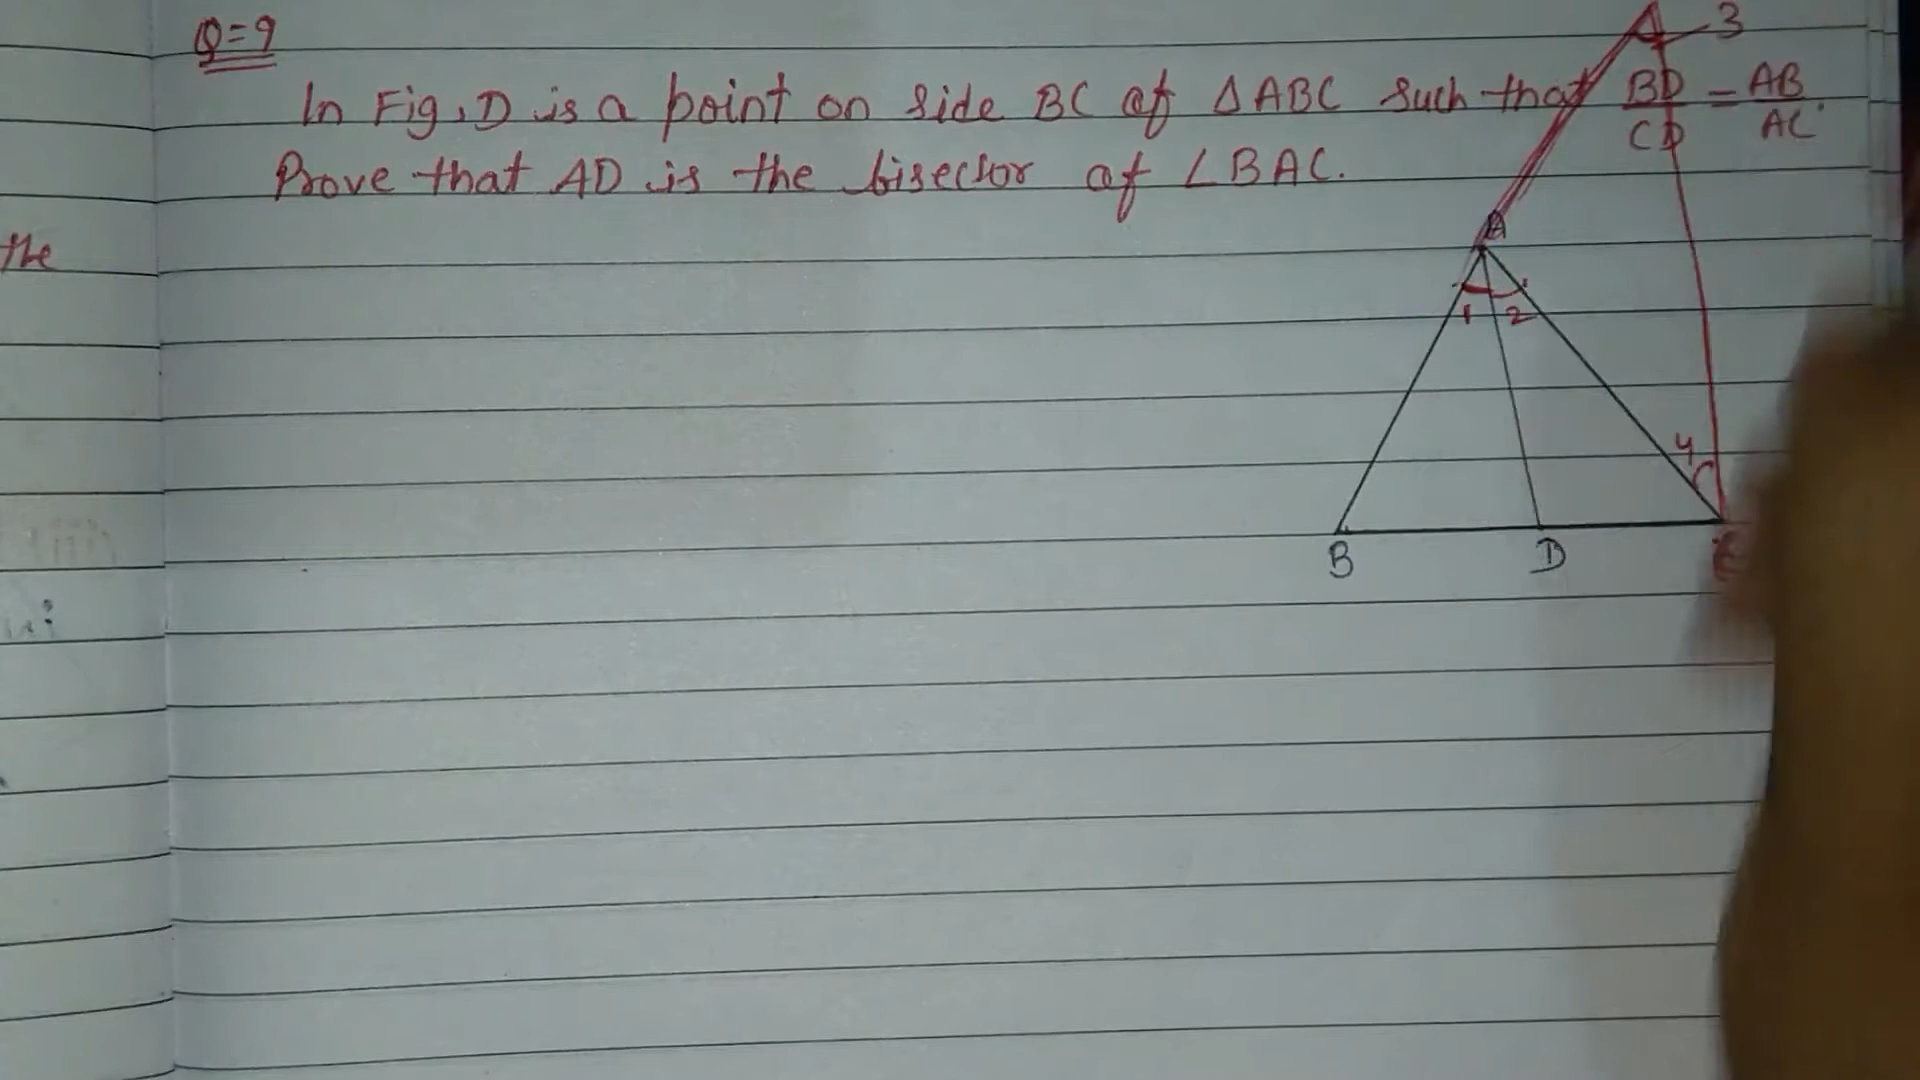 Q=9
In Fig, D is a point on side BC of ΔABC such that BD/CD = AB/AC.
Prove that AD is the bisector of ∠BAC.
the
3
A
1 2
4
B D